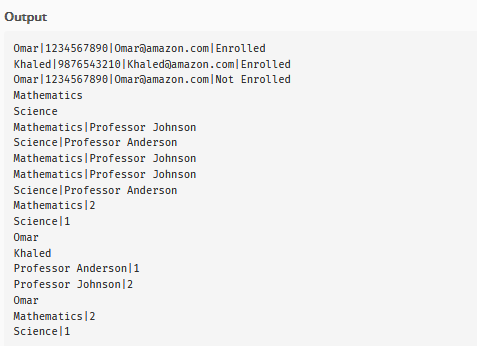 Output
Omar|1234567890|Omar@amazon.com|Enrolled
Khaled|9876543210|Khaled@amazon.com|Enrolled
Omar|1234567890|Omar@amazon.com|Not Enrolled
Mathematics
Science
Mathematics|Professor Johnson
Science|Professor Anderson
Mathematics|Professor Johnson
Mathematics|Professor Johnson
Science|Professor Anderson
Mathematics|2
Science|1
Omar
Khaled
Professor Anderson|1
Professor Johnson|2
Omar
Mathematics|2
Science|1